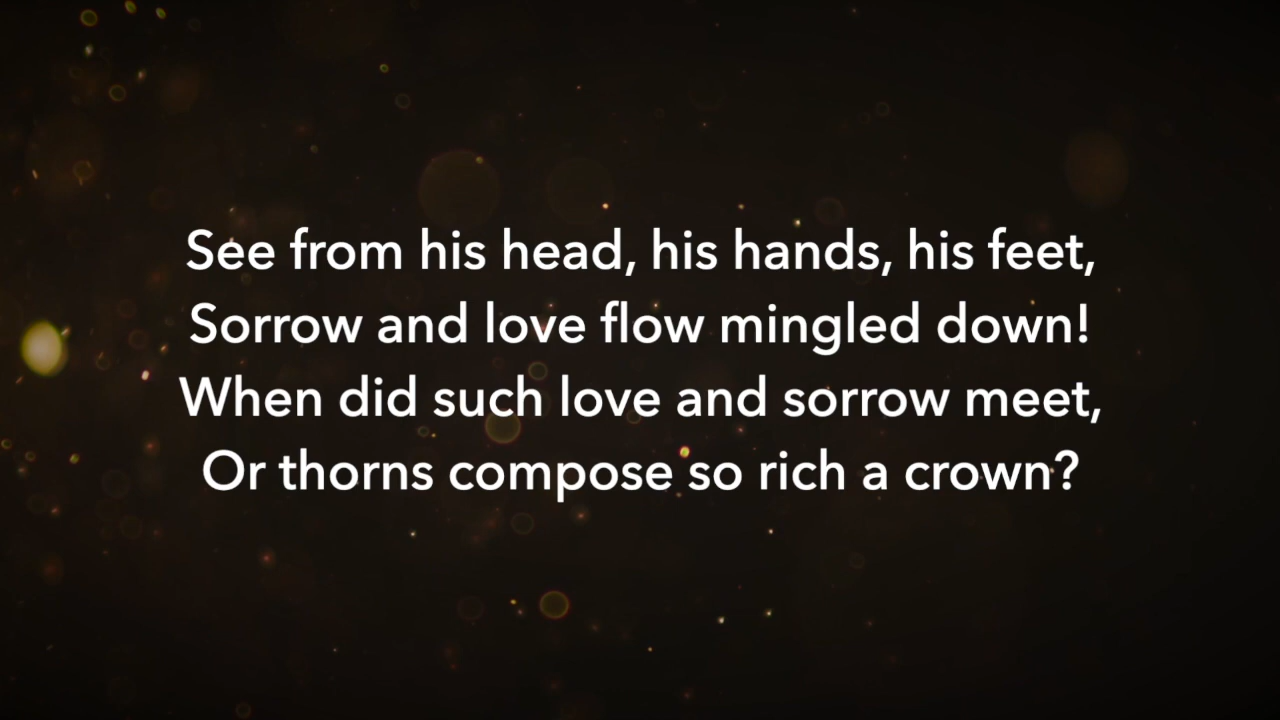 See from his head, his hands, his feet,
Sorrow and love flow mingled down!
When did such love and sorrow meet,
Or thorns compose so rich a crown?